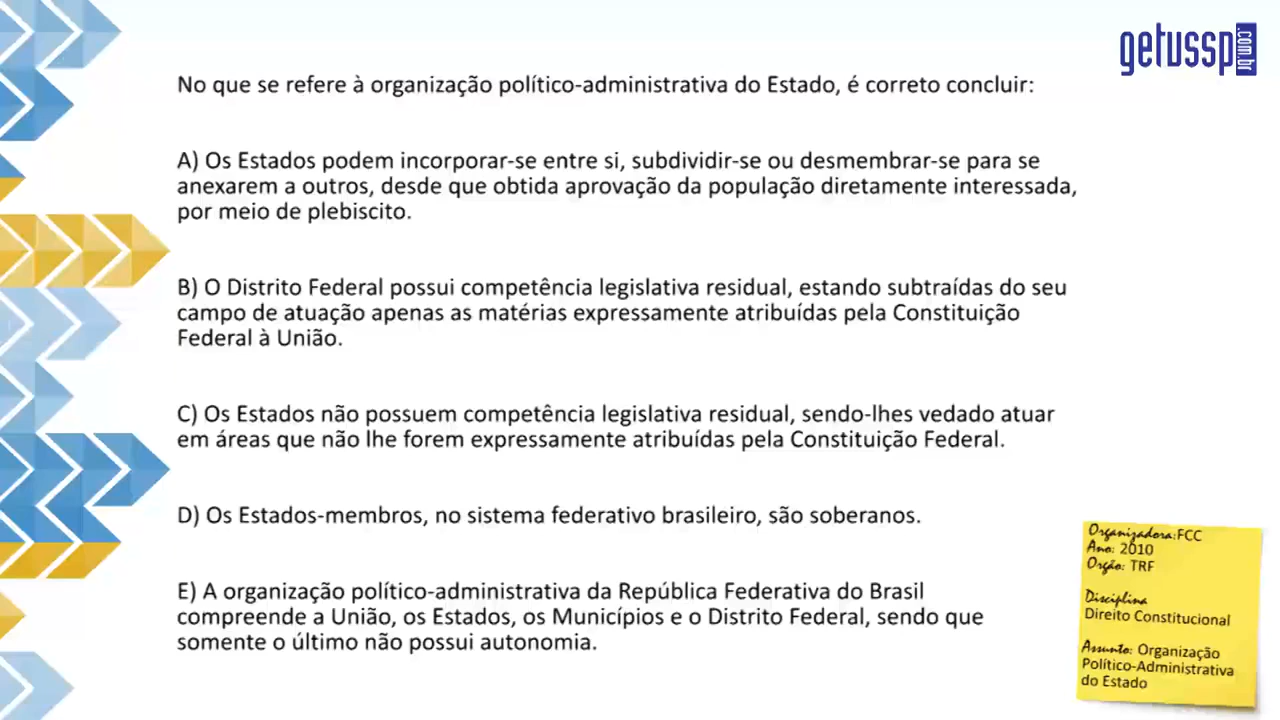 getussp.com.br
No que se refere à organização político-administrativa do Estado, é correto concluir:
A) Os Estados podem incorporar-se entre si, subdividir-se ou desmembrar-se para se
anexarem a outros, desde que obtida aprovação da população diretamente interessada,
por meio de plebiscito.
B) O Distrito Federal possui competência legislativa residual, estando subtraídas do seu
campo de atuação apenas as matérias expressamente atribuídas pela Constituição
Federal à União.
C) Os Estados não possuem competência legislativa residual, sendo-lhes vedado atuar
em áreas que não lhe forem expressamente atribuídas pela Constituição Federal.
D) Os Estados-membros, no sistema federativo brasileiro, são soberanos.
E) A organização político-administrativa da República Federativa do Brasil
compreende a União, os Estados, os Municípios e o Distrito Federal, sendo que
somente o último não possui autonomia.
Organizadora:FCC
Ano: 2010
Orgão: TRF
Disciplina
Direito Constitucional
Assunto: Organização
Político-Administrativa
do Estado